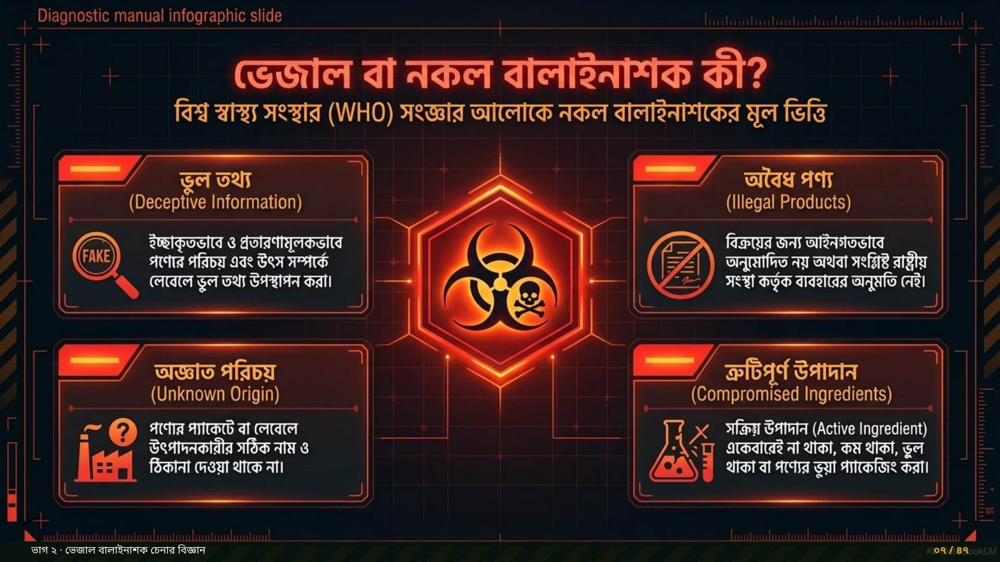 Diagnostic manual infographic slide
ভেজাল বা নকল বালাইনাশক কী?
বিশ্ব স্বাস্থ্য সংস্থার (WHO) সংজ্ঞার আলোকে নকল বালাইনাশকের মূল ভিত্তি
ভুল তথ্য
(Deceptive Information)
FAKE
ইচ্ছাকৃতভাবে ও প্রতারণামূলকভাবে
পণ্যের পরিচয় এবং উৎস সম্পর্কে
লেবেলে ভুল তথ্য উপস্থাপন করা।
অবৈধ পণ্য
(Illegal Products)
বিক্রয়ের জন্য আইনগতভাবে
অনুমোদিত নয় অথবা সংশ্লিষ্ট রাষ্ট্রীয়
সংস্থা কর্তৃক ব্যবহারের অনুমতি নেই।
অজ্ঞাত পরিচয়
(Unknown Origin)
?
পণ্যের প্যাকেটে বা লেবেলে
উৎপাদনকারীর সঠিক নাম ও
ঠিকানা দেওয়া থাকে না।
ত্রুটিপূর্ণ উপাদান
(Compromised Ingredients)
সক্রিয় উপাদান (Active Ingredient)
একেবারেই না থাকা, কম থাকা, ভুল
থাকা বা পণ্যের ভুয়া প্যাকেজিং করা।
ভাগ ২ · ভেজাল বালাইনাশক চেনার বিজ্ঞান
০৭ / ৪৭